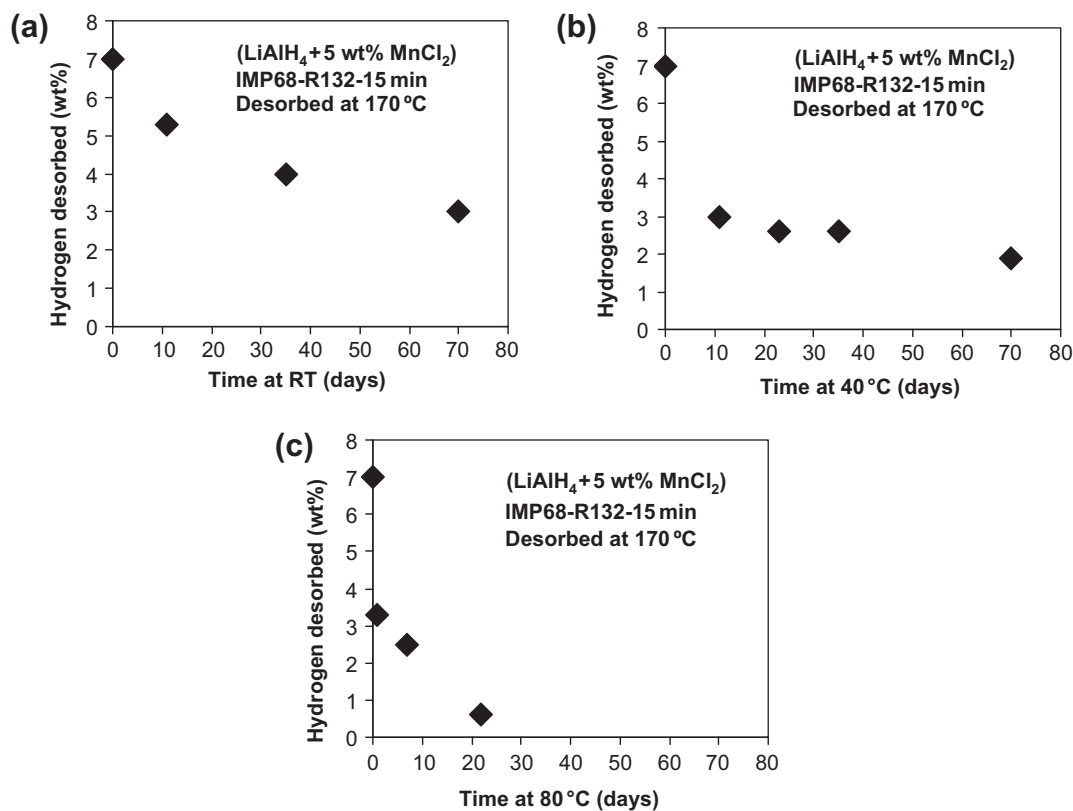 (a)
8
7
6
5
4
3
2
1
0
Hydrogen desorbed (wt%)
(LiAlH₄+5 wt% MnCl₂)
IMP68-R132-15 min
Desorbed at 170 ºC
0 10 20 30 40 50 60 70 80
Time at RT (days)
(b)
8
7
6
5
4
3
2
1
0
Hydrogen desorbed (wt%)
(LiAlH₄+5 wt% MnCl₂)
IMP68-R132-15 min
Desorbed at 170 ºC
0 10 20 30 40 50 60 70 80
Time at 40 °C (days)
(c)
8
7
6
5
4
3
2
1
0
Hydrogen desorbed (wt%)
(LiAlH₄+5 wt% MnCl₂)
IMP68-R132-15 min
Desorbed at 170 ºC
0 10 20 30 40 50 60 70 80
Time at 80 °C (days)